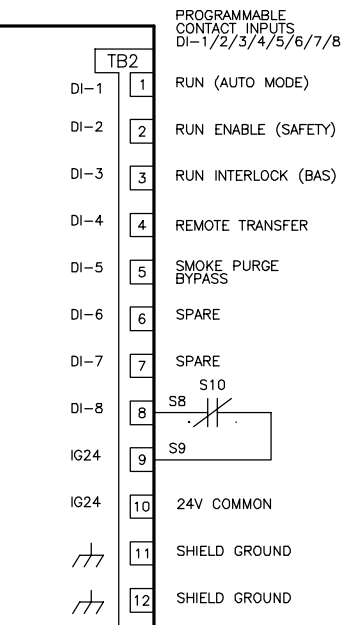 PROGRAMMABLE
CONTACT INPUTS
DI-1/2/3/4/5/6/7/8
TB2
DI-1 1 RUN (AUTO MODE)
DI-2 2 RUN ENABLE (SAFETY)
DI-3 3 RUN INTERLOCK (BAS)
DI-4 4 REMOTE TRANSFER
DI-5 5 SMOKE PURGE
BYPASS
DI-6 6 SPARE
DI-7 7 SPARE
S10
DI-8 8 S8
IG24 9 S9
IG24 10 24V COMMON
11 SHIELD GROUND
12 SHIELD GROUND